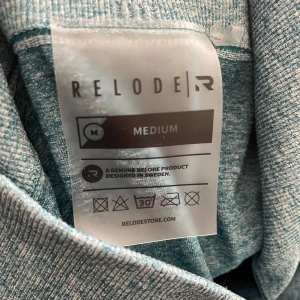 RELODE | R
M MEDIUM
R A GENUINE RELODE PRODUCT
DESIGNED IN SWEDEN.
30°
RELODESTORE.COM